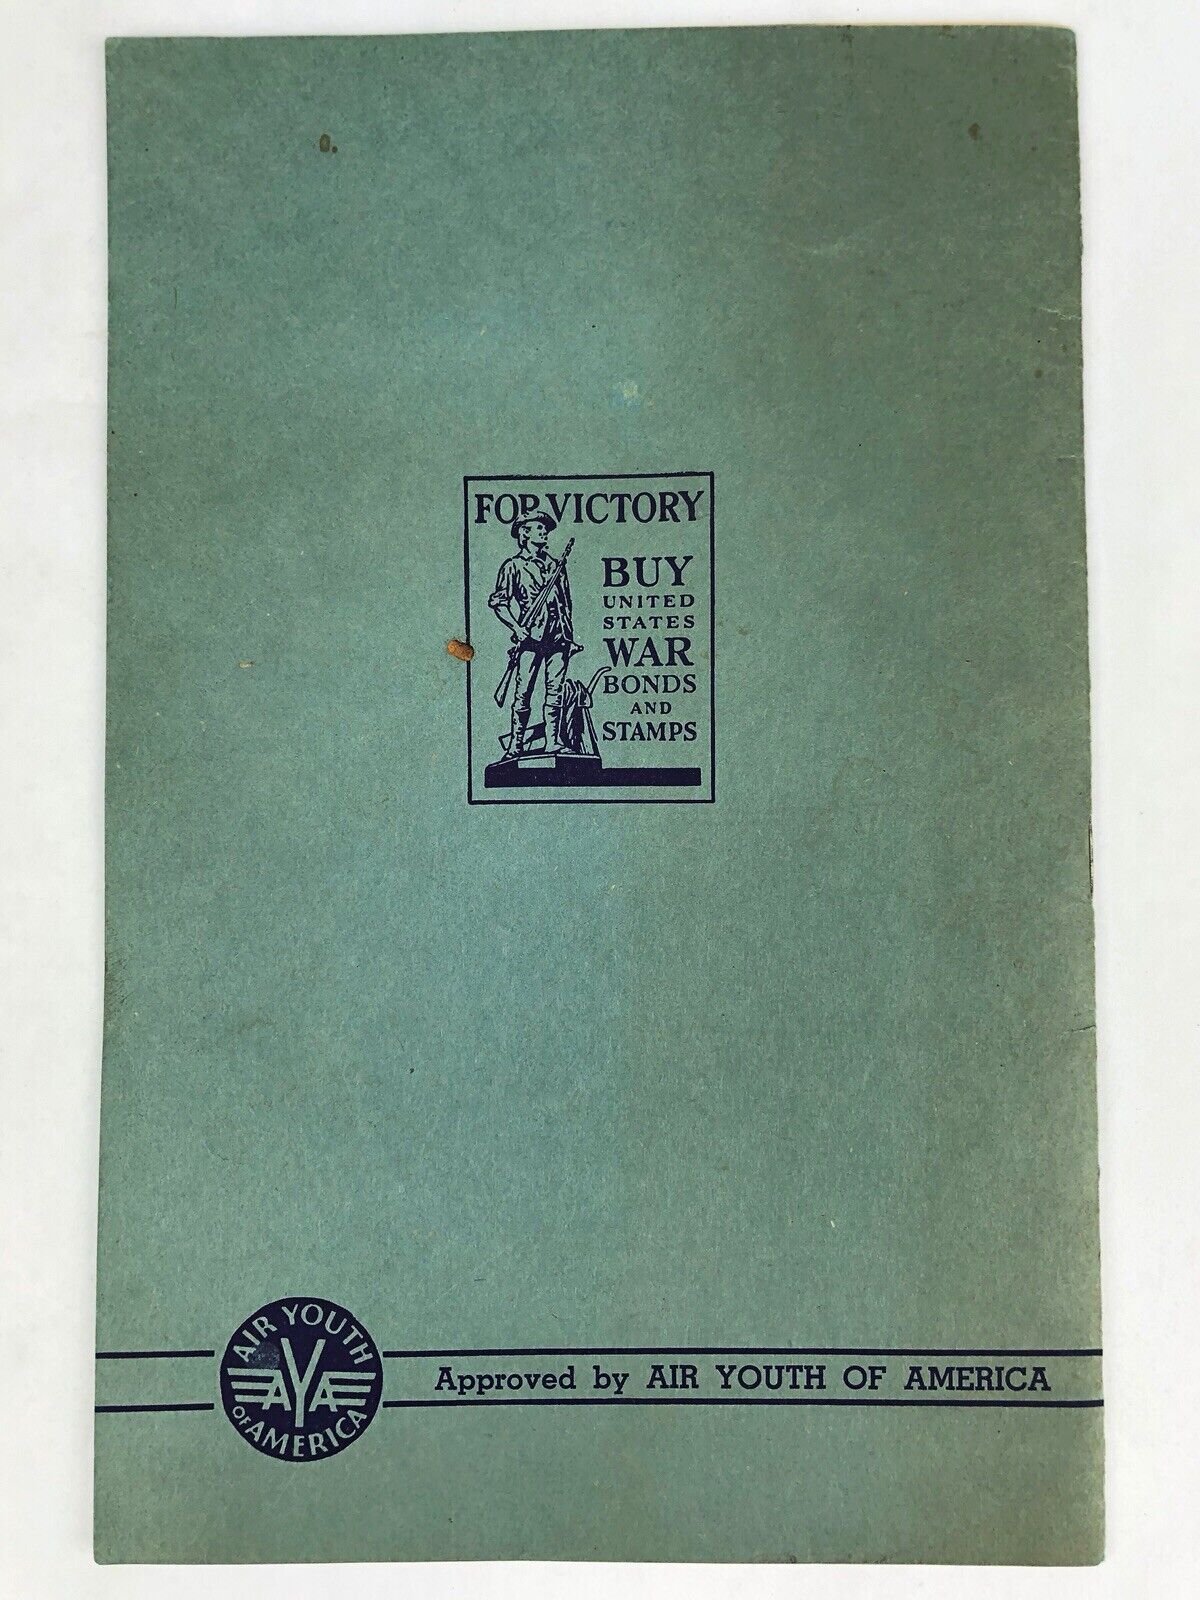 FOR VICTORY
BUY
UNITED
STATES
WAR
BONDS
AND
STAMPS
AIR YOUTH
AYA
OF AMERICA
Approved by AIR YOUTH OF AMERICA